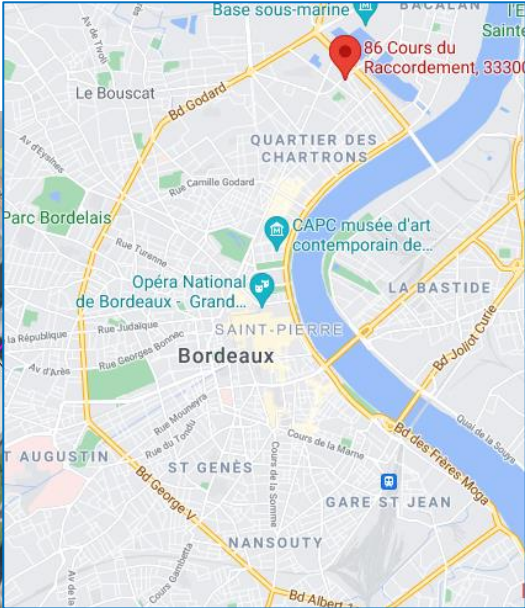 Base sous-marine
BACALAN
l'E
Sainte
Av de Tivoli
86 Cours du
Raccordement, 33300
Le Bouscat
Bd Godard
Av d'Eysines
QUARTIER DES
CHARTRONS
Rue Camille Godard
Parc Bordelais
CAPC musée d'art
contemporain de...
Rue Turenne
Opéra National
de Bordeaux - Grand...
LA BASTIDE
la République
Rue Judaïque
SAINT-PIERRE
Rue Georges Bonnac
Bordeaux
Bd Joliot Curie
Av d'Arès
Rue Mouneyra
Rue du Tondu
Cours de la Marne
Bd des Frères Moga
Quai de la Souys
T AUGUSTIN
ST GENÈS
Cours de la Somme
Bd George V
GARE ST JEAN
NANSOUTY
Cours Gambetta
Av de la
Bd Albert 1